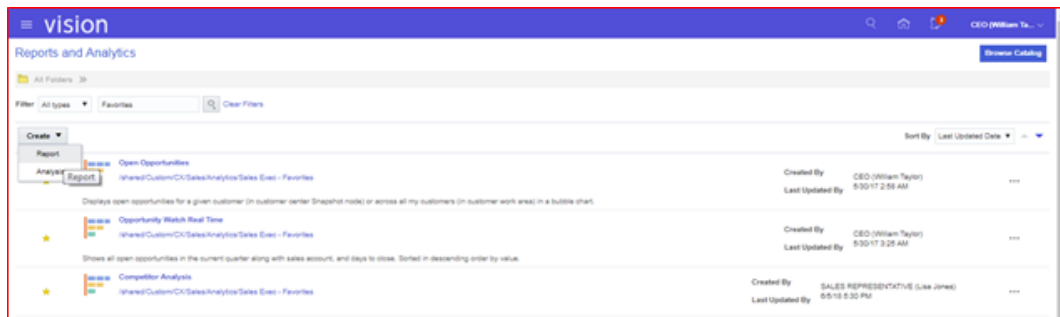 vision
CEO (William Ta...
Reports and Analytics
Browse Catalog
All Folders
Filter All types Favorites Clear Filters
Create
Sort By Last Updated Date
Report
Analysis
Report
Open Opportunities
/shared/Custom/CX/Sales/Analytics/Sales Exec - Favorites
Created By CEO (William Taylor)
Last Updated By 5/30/17 2:58 AM
Displays open opportunities for a given customer (in customer center Snapshot node) or across all my customers (in customer work area) in a bubble chart.
Opportunity Watch Real Time
/shared/Custom/CX/Sales/Analytics/Sales Exec - Favorites
Created By CEO (William Taylor)
Last Updated By 5/30/17 3:25 AM
Shows all open opportunities in the current quarter along with sales account, and days to close. Sorted in descending order by value.
Competitor Analysis
/shared/Custom/CX/Sales/Analytics/Sales Exec - Favorites
Created By SALES REPRESENTATIVE (Lisa Jones)
Last Updated By 6/5/18 5:30 PM